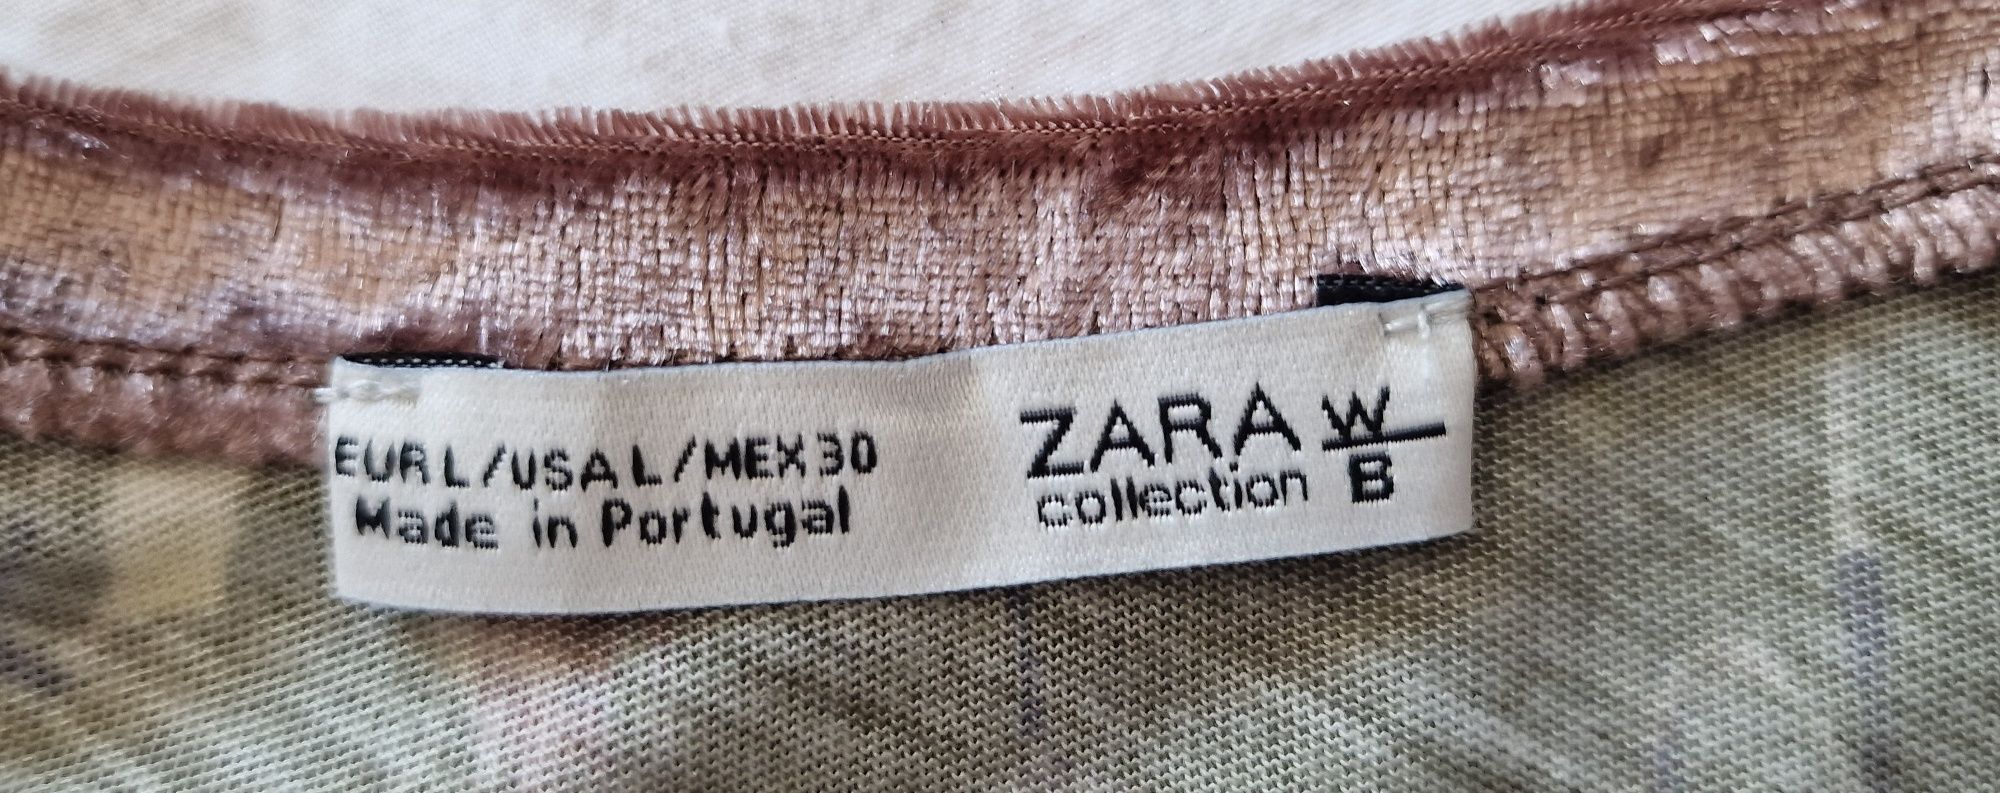 EUR L/USA L/MEX 30
Made in Portugal
ZARA W
collection B